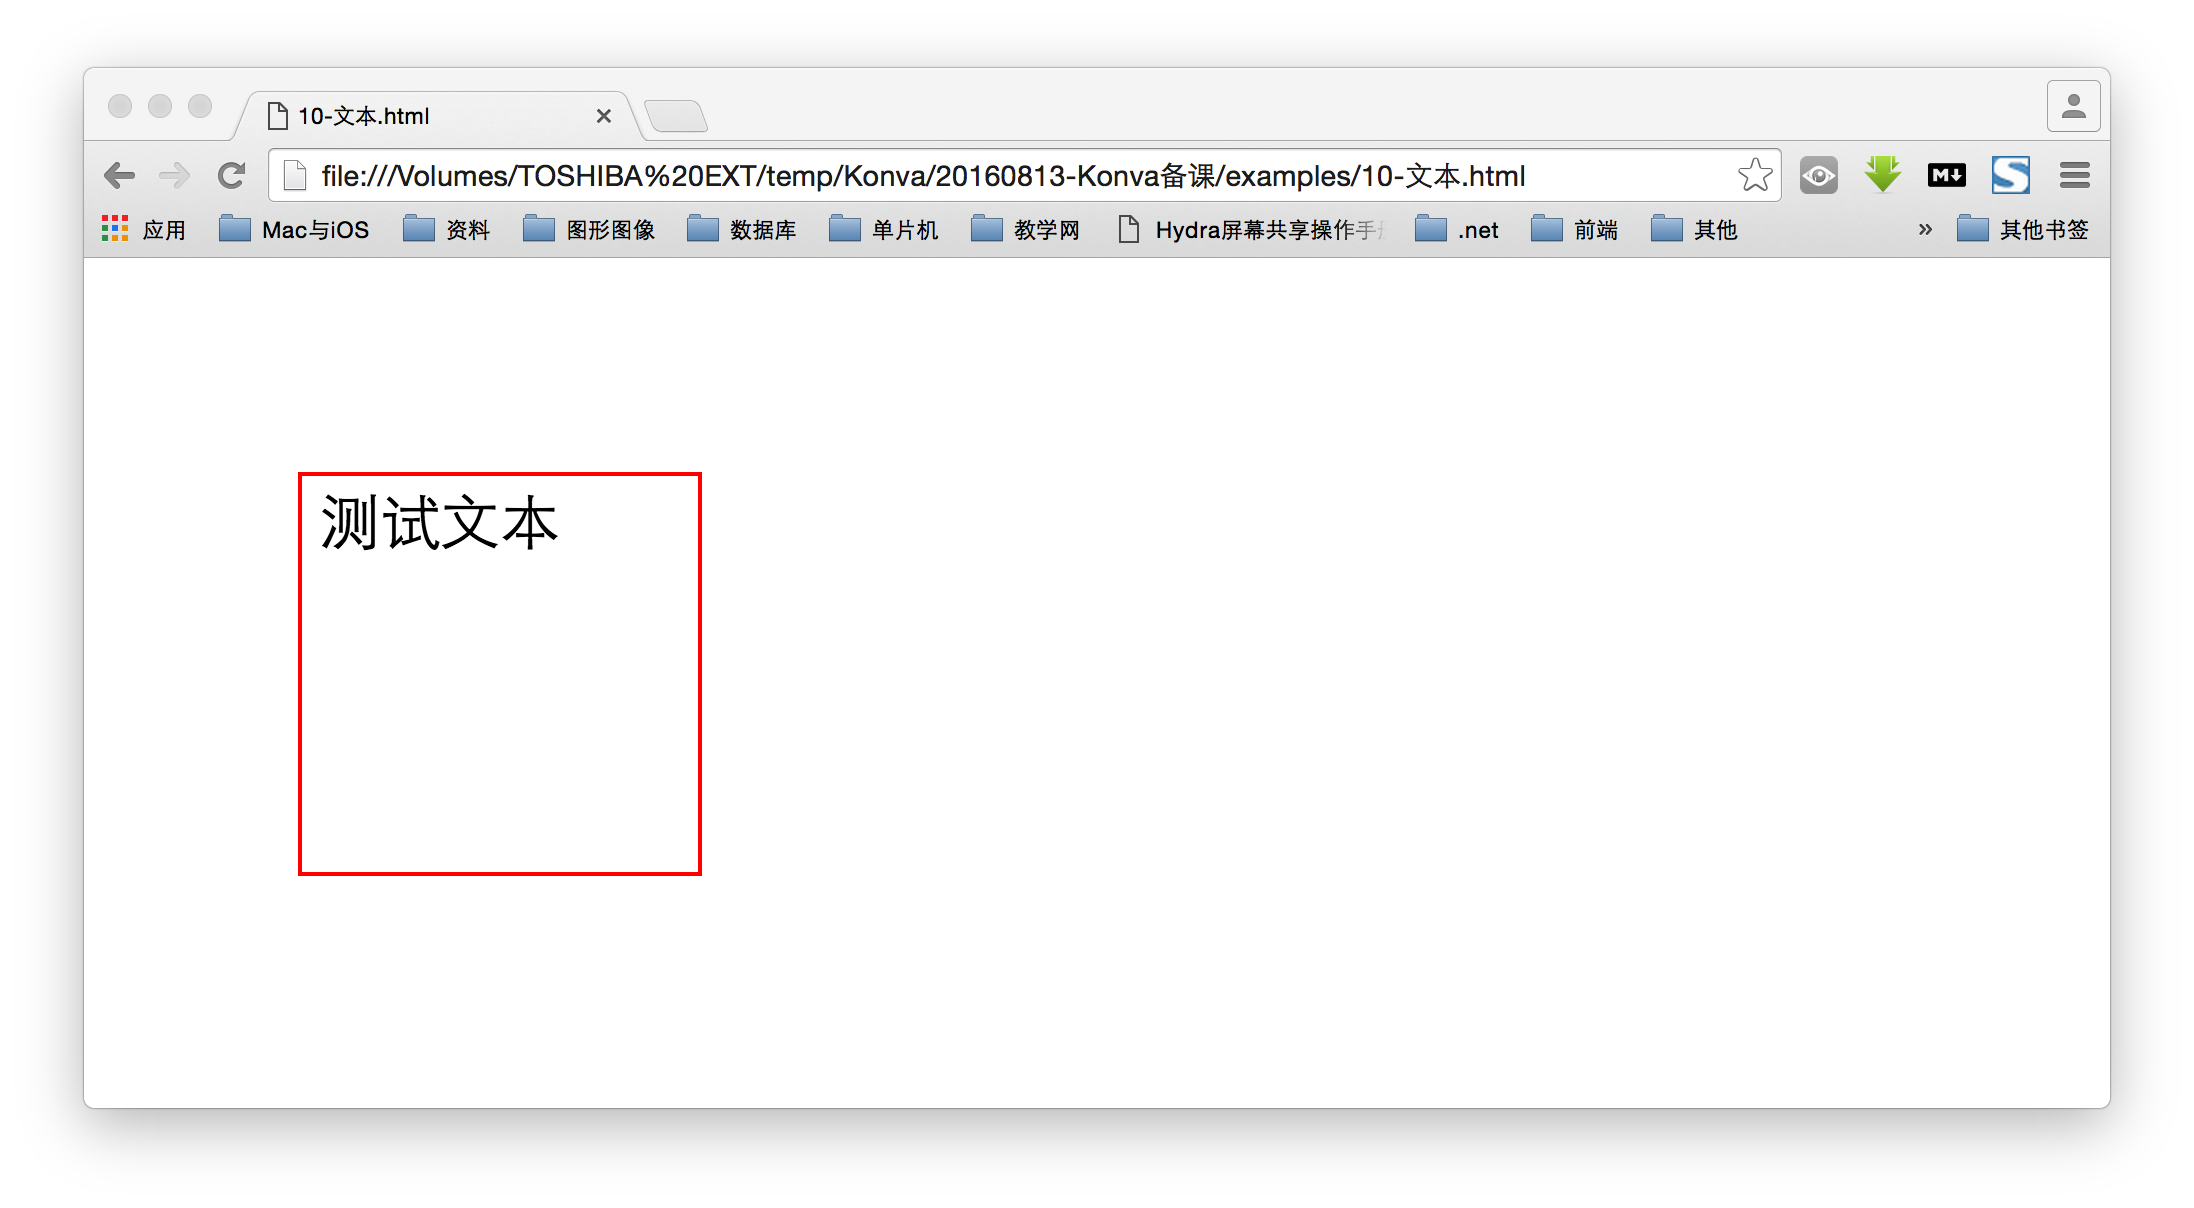 10-文本.html
file:///Volumes/TOSHIBA%20EXT/temp/Konva/20160813-Konva备课/examples/10-文本.html
M
应用 Mac与iOS 资料 图形图像 数据库 单片机 教学网 Hydra屏幕共享操作手 .net 前端 其他 » 其他书签
测试文本